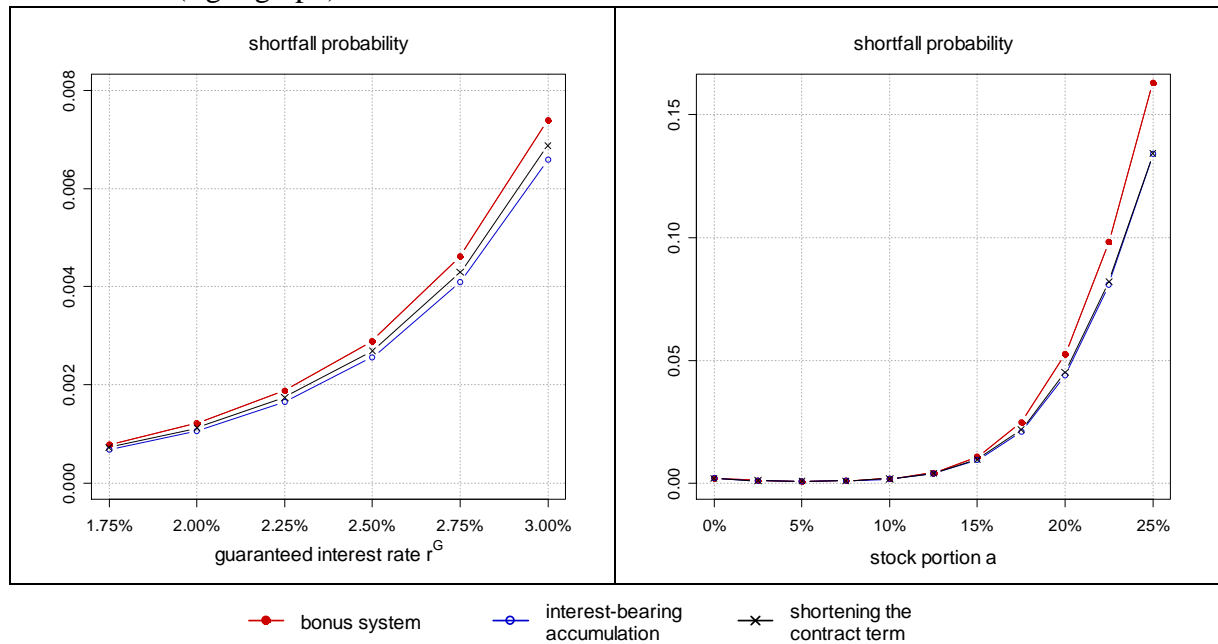 shortfall probability
0.008
0.006
0.004
0.002
0.000
1.75% 2.00% 2.25% 2.50% 2.75% 3.00%
guaranteed interest rate r^G
shortfall probability
0.15
0.10
0.05
0.00
0% 5% 10% 15% 20% 25%
stock portion a
bonus system
interest-bearing
accumulation
shortening the
contract term